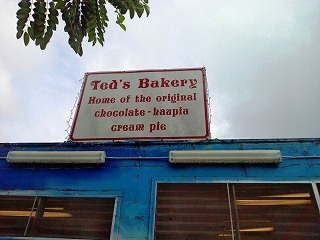 Ted's Bakery
Home of the original
chocolate-haupia
cream pie